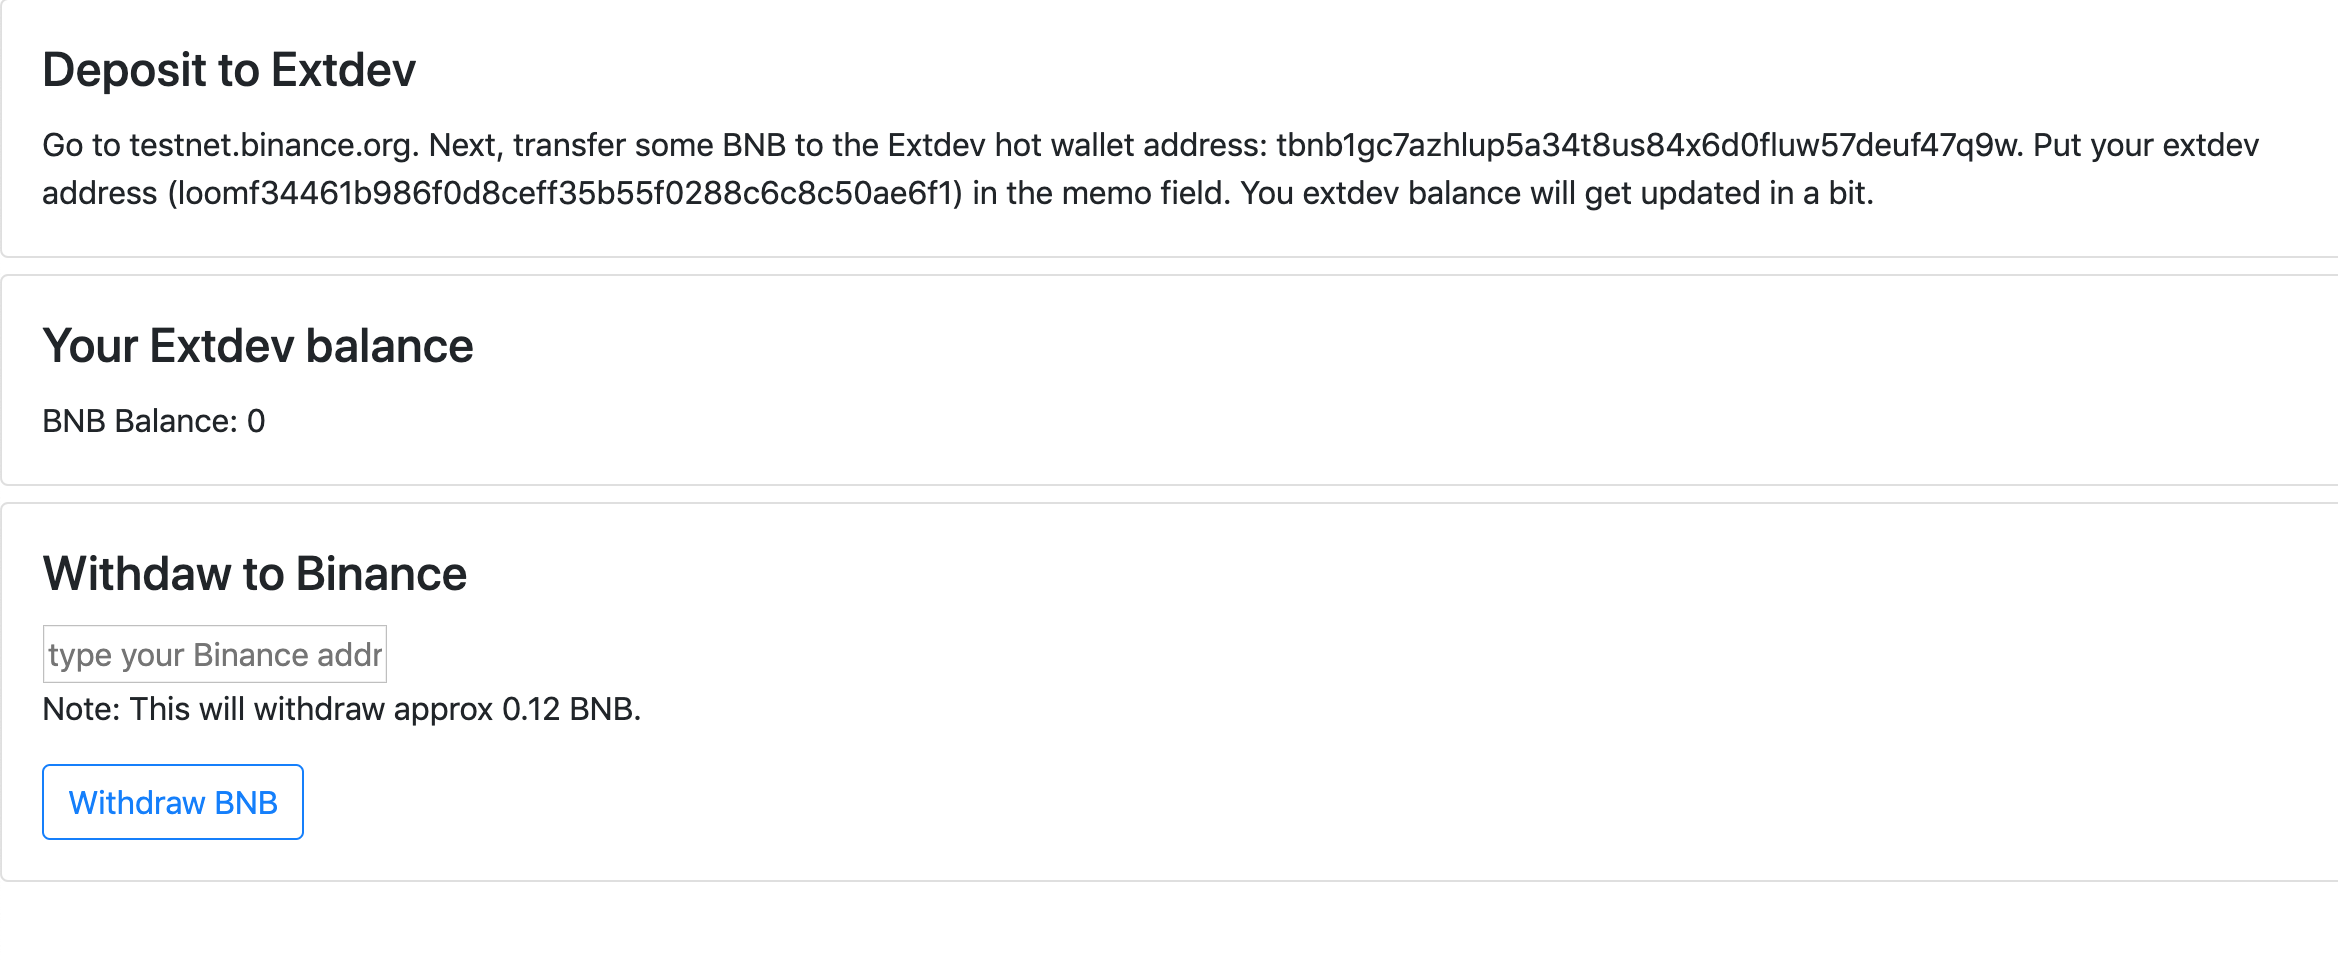 Deposit to Extdev
Go to testnet.binance.org. Next, transfer some BNB to the Extdev hot wallet address: tbnb1gc7azhlup5a34t8us84x6d0fluw57deuf47q9w. Put your extdev
address (loomf34461b986f0d8ceff35b55f0288c6c8c50ae6f1) in the memo field. You extdev balance will get updated in a bit.
Your Extdev balance
BNB Balance: 0
Withdaw to Binance
type your Binance addr
Note: This will withdraw approx 0.12 BNB.
Withdraw BNB